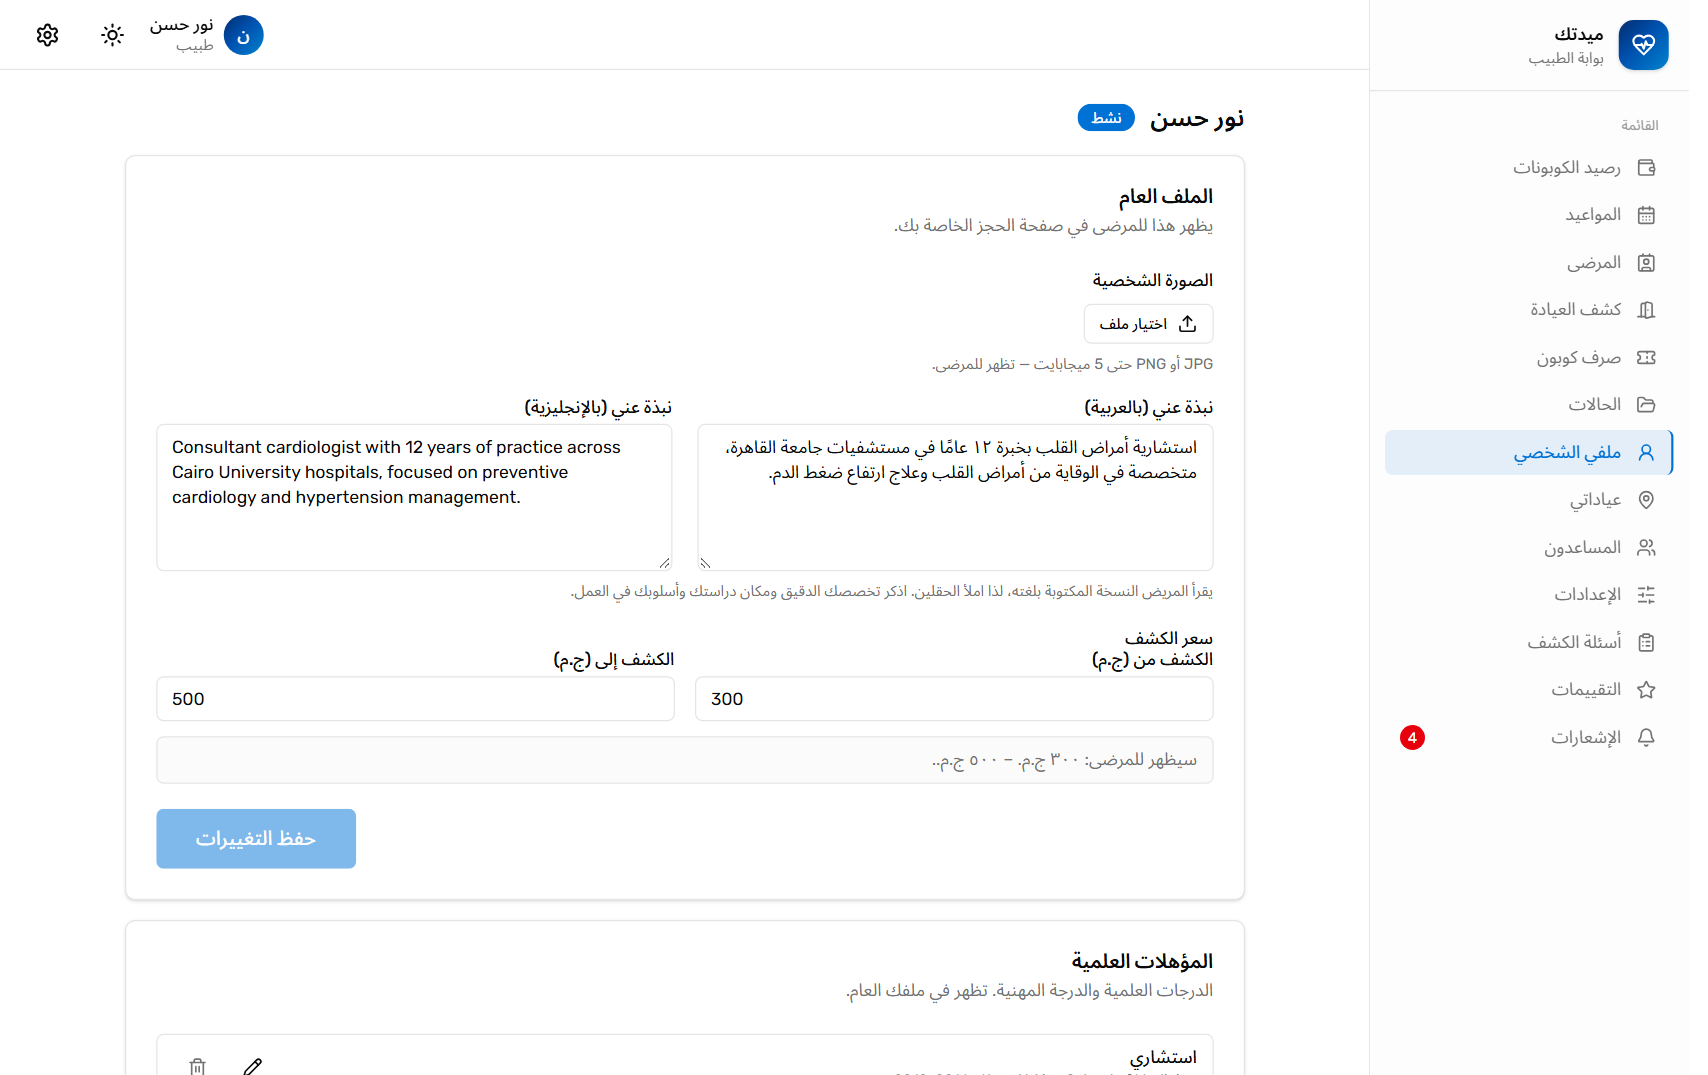 ميدتك
بوابة الطبيب
القائمة
رصيد الكوبونات
المواعيد
المرضى
كشف العيادة
صرف كوبون
الحالات
ملفي الشخصي
عياداتي
المساعدون
الإعدادات
أسئلة الكشف
التقييمات
الإشعارات
4
ن
نور حسن
طبيب
نور حسن
نشط
الملف العام
يظهر هذا للمرضى في صفحة الحجز الخاصة بك.
الصورة الشخصية
اختيار ملف
JPG أو PNG حتى 5 ميجابايت – تظهر للمرضى.
نبذة عني (بالعربية)
استشارية أمراض القلب بخبرة ١٢ عامًا في مستشفيات جامعة القاهرة،
متخصصة في الوقاية من أمراض القلب وعلاج ارتفاع ضغط الدم.
نبذة عني (بالإنجليزية)
Consultant cardiologist with 12 years of practice across
Cairo University hospitals, focused on preventive
cardiology and hypertension management.
يقرأ المريض النسخة المكتوبة بلغته، لذا املأ الحقلين. اذكر تخصصك الدقيق ومكان دراستك وأسلوبك في العمل.
سعر الكشف
الكشف من (ج.م)
300
الكشف إلى (ج.م)
500
سيظهر للمرضى: ٣٠٠ ج.م. – ٥٠٠ ج.م..
حفظ التغييرات
المؤهلات العلمية
الدرجات العلمية والدرجة المهنية. تظهر في ملفك العام.
استشاري